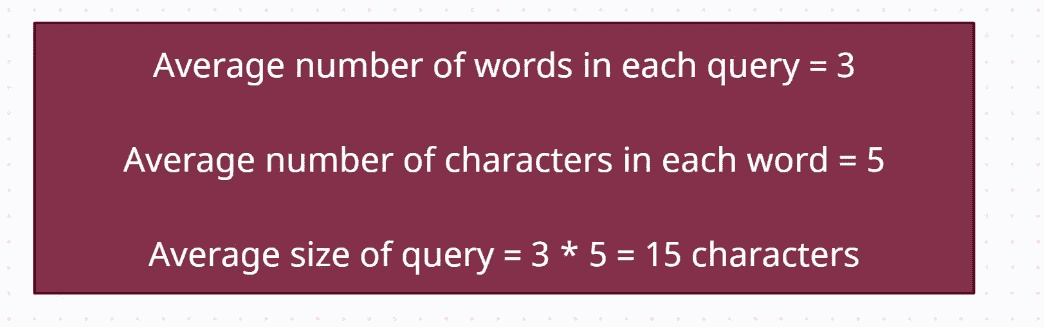 Average number of words in each query = 3
Average number of characters in each word = 5
Average size of query = 3 * 5 = 15 characters